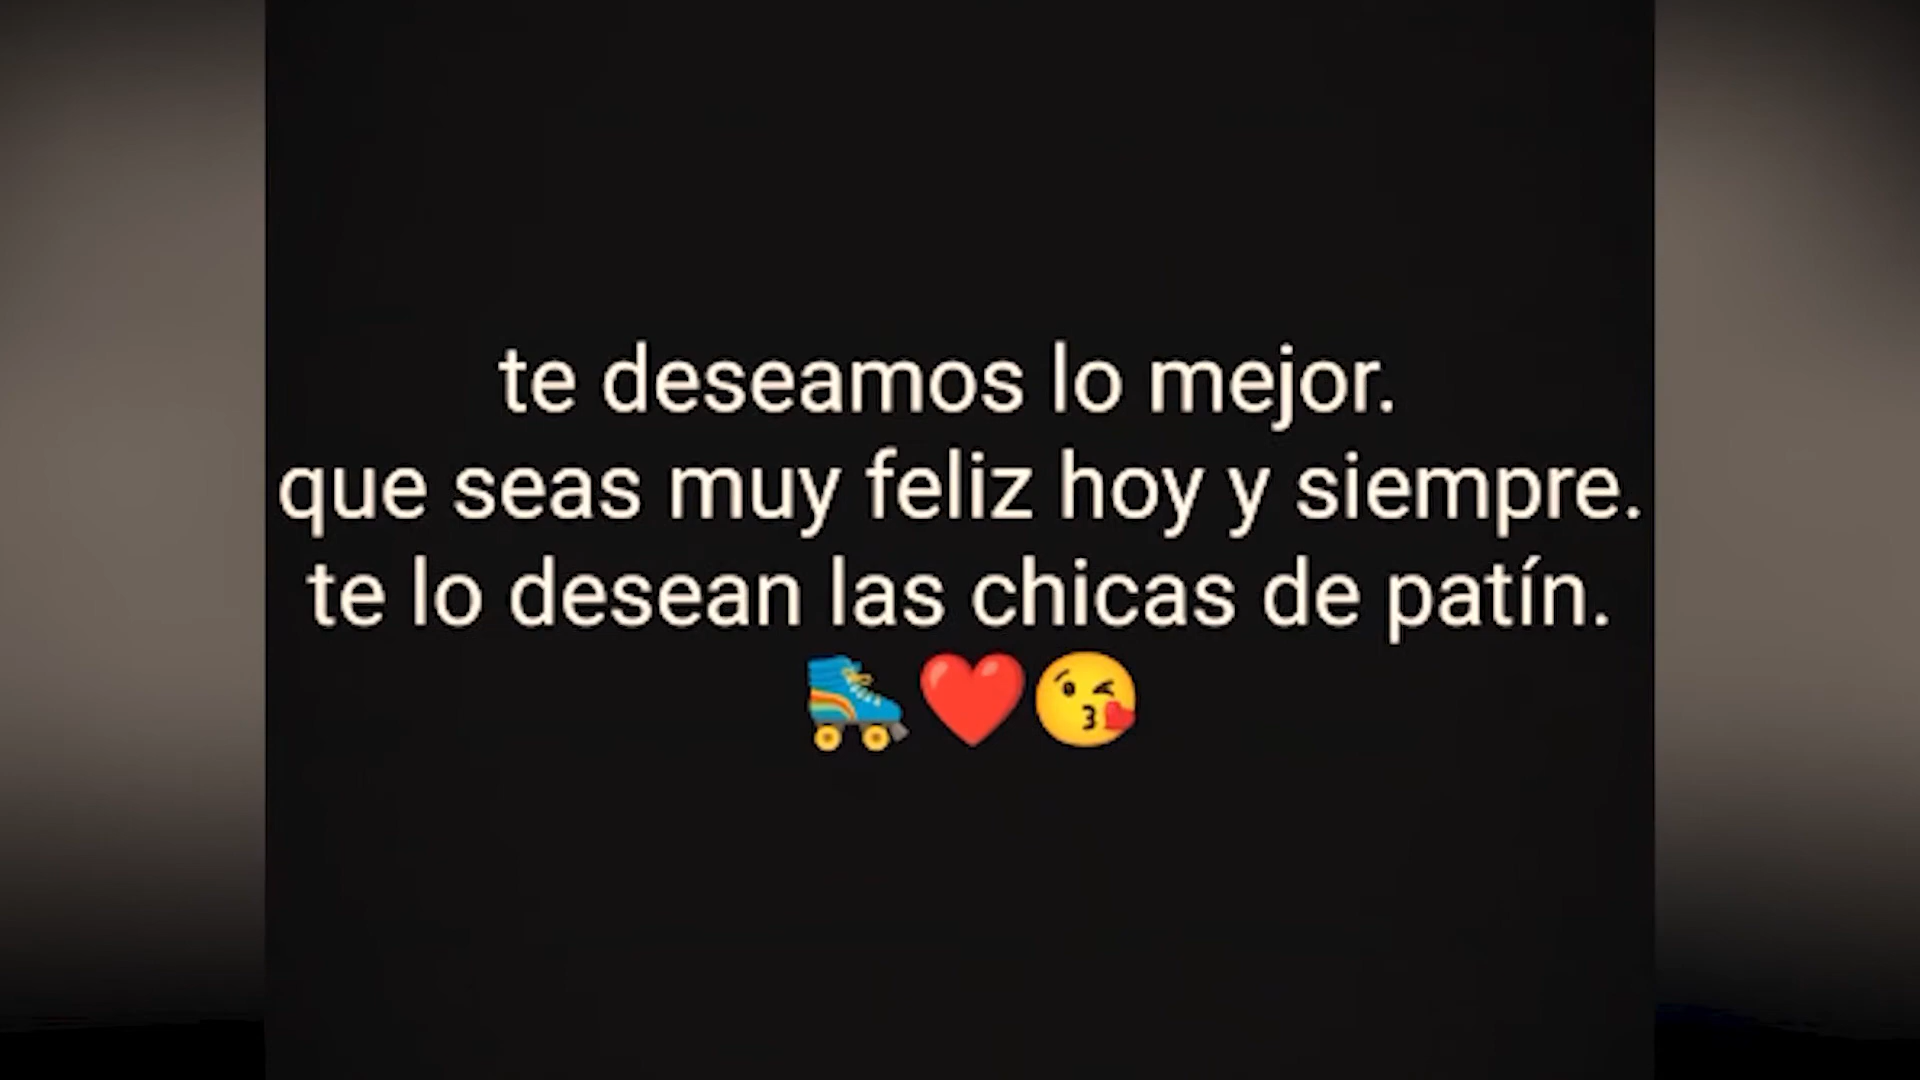 te deseamos lo mejor.
que seas muy feliz hoy y siempre.
te lo desean las chicas de patín.
🛼❤️😘